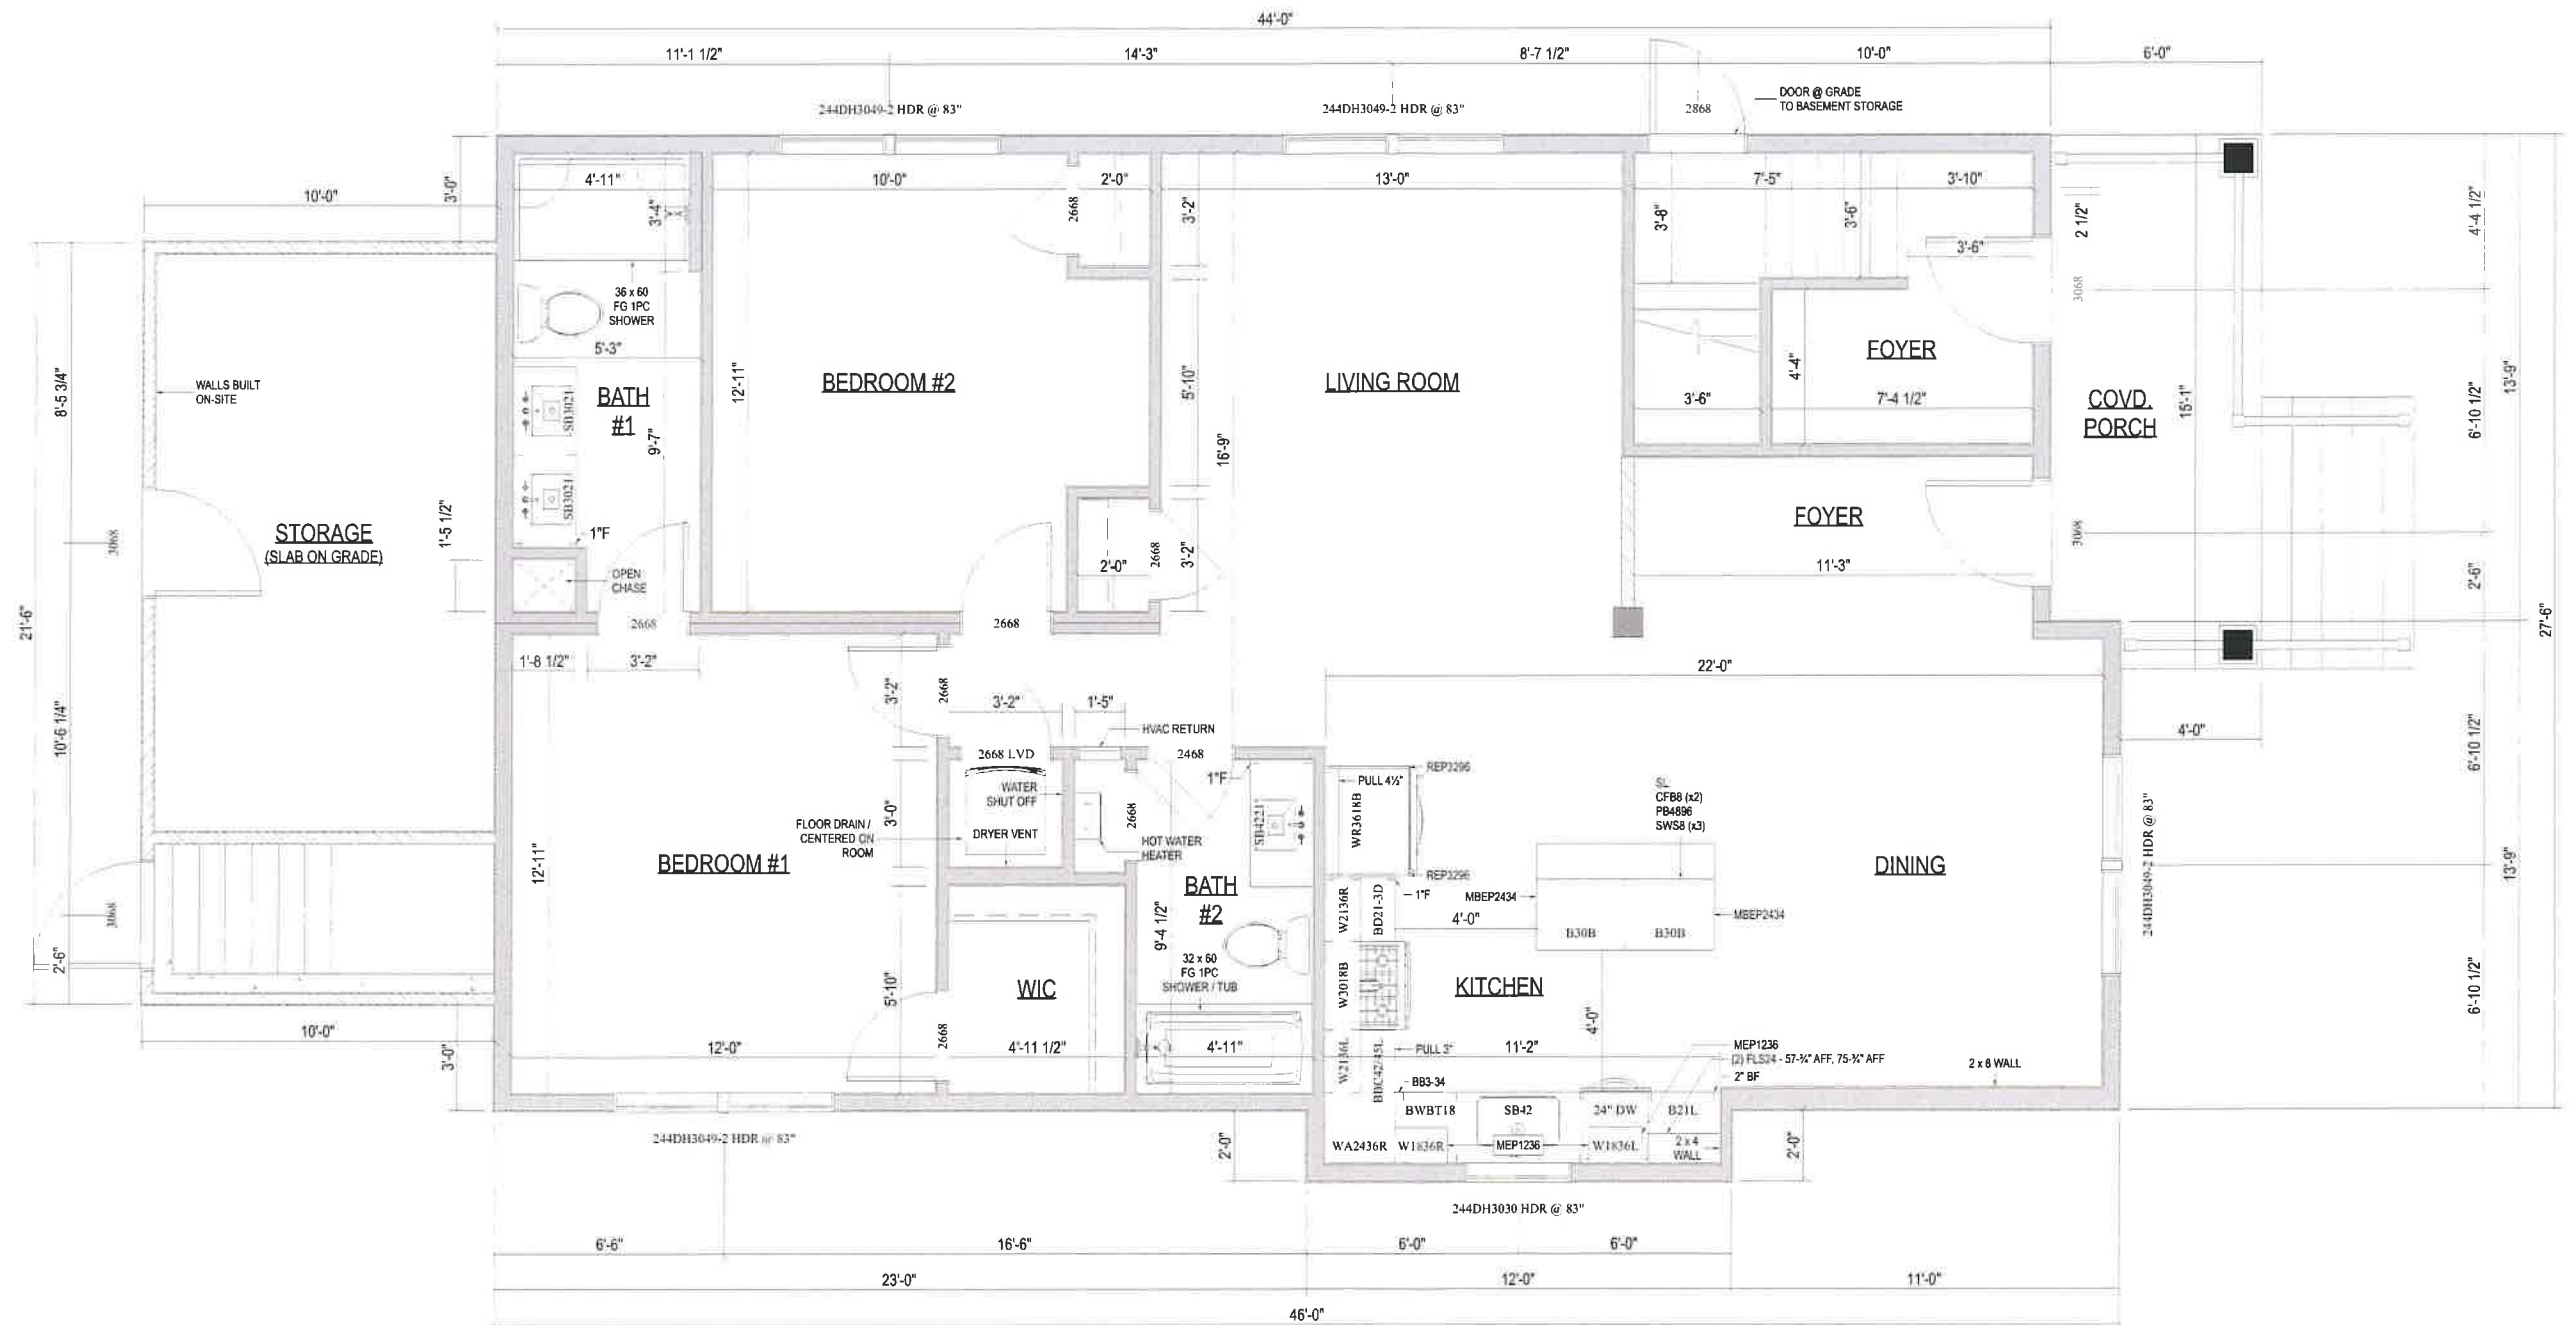 44'-0"
11'-1 1/2"
14'-3"
8'-7 1/2"
10'-0"
6'-0"
244DH3049-2 HDR @ 83"
244DH3049-2 HDR @ 83"
2868
DOOR @ GRADE
TO BASEMENT STORAGE
10'-0"
3'-0"
4'-11"
3'-4"
10'-0"
2'-0"
2668
3'-2"
13'-0"
7'-5"
3'-10"
3'-8"
3'-6"
3'-6"
2 1/2"
4'-4 1/2"
36 x 60
FG 1PC
SHOWER
5'-3"
3068
FOYER
4'-4"
7'-4 1/2"
3'-6"
8'-5 3/4"
WALLS BUILT
ON-SITE
BATH
#1
SB3021
SB3021
9'-7"
12'-11"
BEDROOM #2
5'-10"
LIVING ROOM
16'-9"
COVD.
PORCH
15'-1"
6'-10 1/2"
13'-9"
3068
STORAGE
(SLAB ON GRADE)
1'-5 1/2"
1"F
OPEN
CHASE
2'-0"
2668
3'-2"
FOYER
11'-3"
3068
2'-6"
27'-6"
21'-6"
2668
2668
1'-8 1/2"
3'-2"
22'-0"
10'-6 1/4"
3'-2"
2668
3'-2"
1'-5"
HVAC RETURN
4'-0"
6'-10 1/2"
2668 LVD
2468
1"F
WATER
SHUT OFF
DRYER VENT
FLOOR DRAIN /
CENTERED ON
ROOM
3'-0"
2668
HOT WATER
HEATER
SB4221
PULL 4½"
REP3296
WR3618B
REP3296
SL
CFB8 (x2)
PB4896
SWS8 (x3)
244DH3049-2 HDR @ 83"
12'-11"
BEDROOM #1
DINING
13'-9"
BATH
#2
9'-4 1/2"
W2136R
BD21-3D
1"F
4'-0"
MBEP2434
MBEP2434
B30B
B30B
3068
2'-6"
5'-10"
WIC
32 x 60
FG 1PC
SHOWER / TUB
W3018B
KITCHEN
4'-0"
6'-10 1/2"
10'-0"
3'-0"
12'-0"
2668
4'-11 1/2"
4'-11"
W2136L
BBC42/45L
PULL 3"
11'-2"
MEP1236
(2) FLS24 - 57-¾" AFF, 75-¾" AFF
2" BF
2 x 6 WALL
BB3-34
BWBT18
SB42
24" DW
B21L
WA2436R
W1836R
MEP1236
W1836L
2 x 4
WALL
2'-0"
2'-0"
244DH3049-2 HDR @ 83"
244DH3030 HDR @ 83"
6'-6"
16'-6"
6'-0"
6'-0"
23'-0"
12'-0"
11'-0"
46'-0"